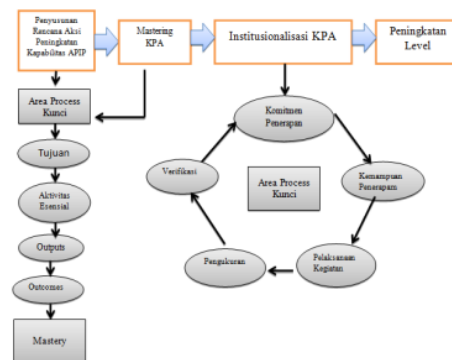 Penyusunan
Rencana Aksi
Peningkatan
Kapabilitas APIP
Mastering
KPA
Institusionalisasi KPA
Peningkatan
Level
Area Process
Kunci
Tujuan
Aktivitas
Esensial
Outputs
Outcomes
Mastery
Komitmen
Penerapan
Kemampuan
Penerapam
Pelaksanaan
Kegiatan
Pengukuran
Verifikasi
Area Process
Kunci